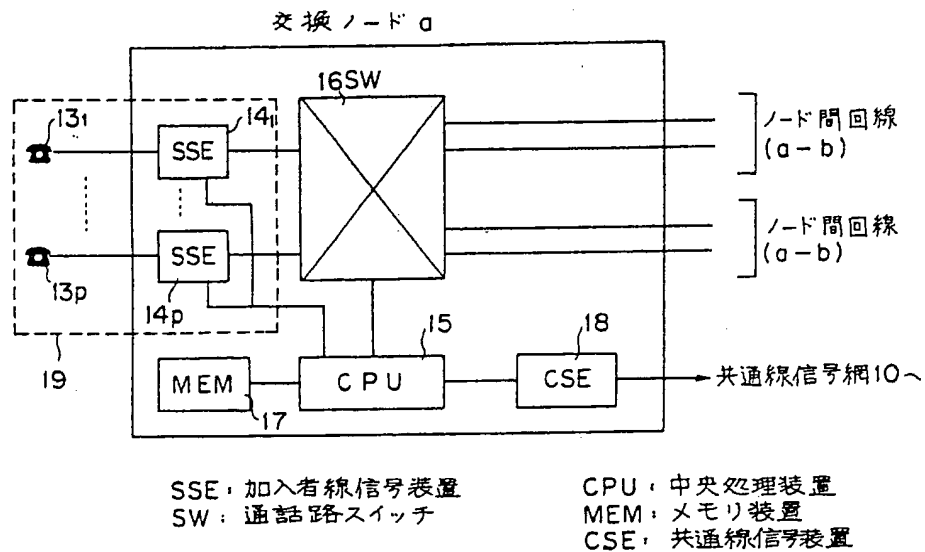 交換ノード a
16SW
13₁
14₁
SSE
SSE
13p
14p
19
ノード間回線
(a-b)
ノード間回線
(a-b)
15
18
MEM
CPU
CSE
17
共通線信号網10へ
SSE: 加入者線信号装置
SW: 通話路スイッチ
CPU: 中央処理装置
MEM: メモリ装置
CSE: 共通線信号装置